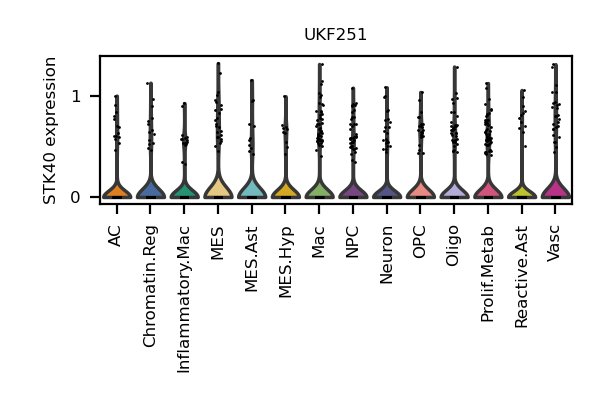 UKF251
STK40 expression
1
0
AC
Chromatin.Reg
Inflammatory.Mac
MES
MES.Ast
MES.Hyp
Mac
NPC
Neuron
OPC
Oligo
Prolif.Metab
Reactive.Ast
Vasc